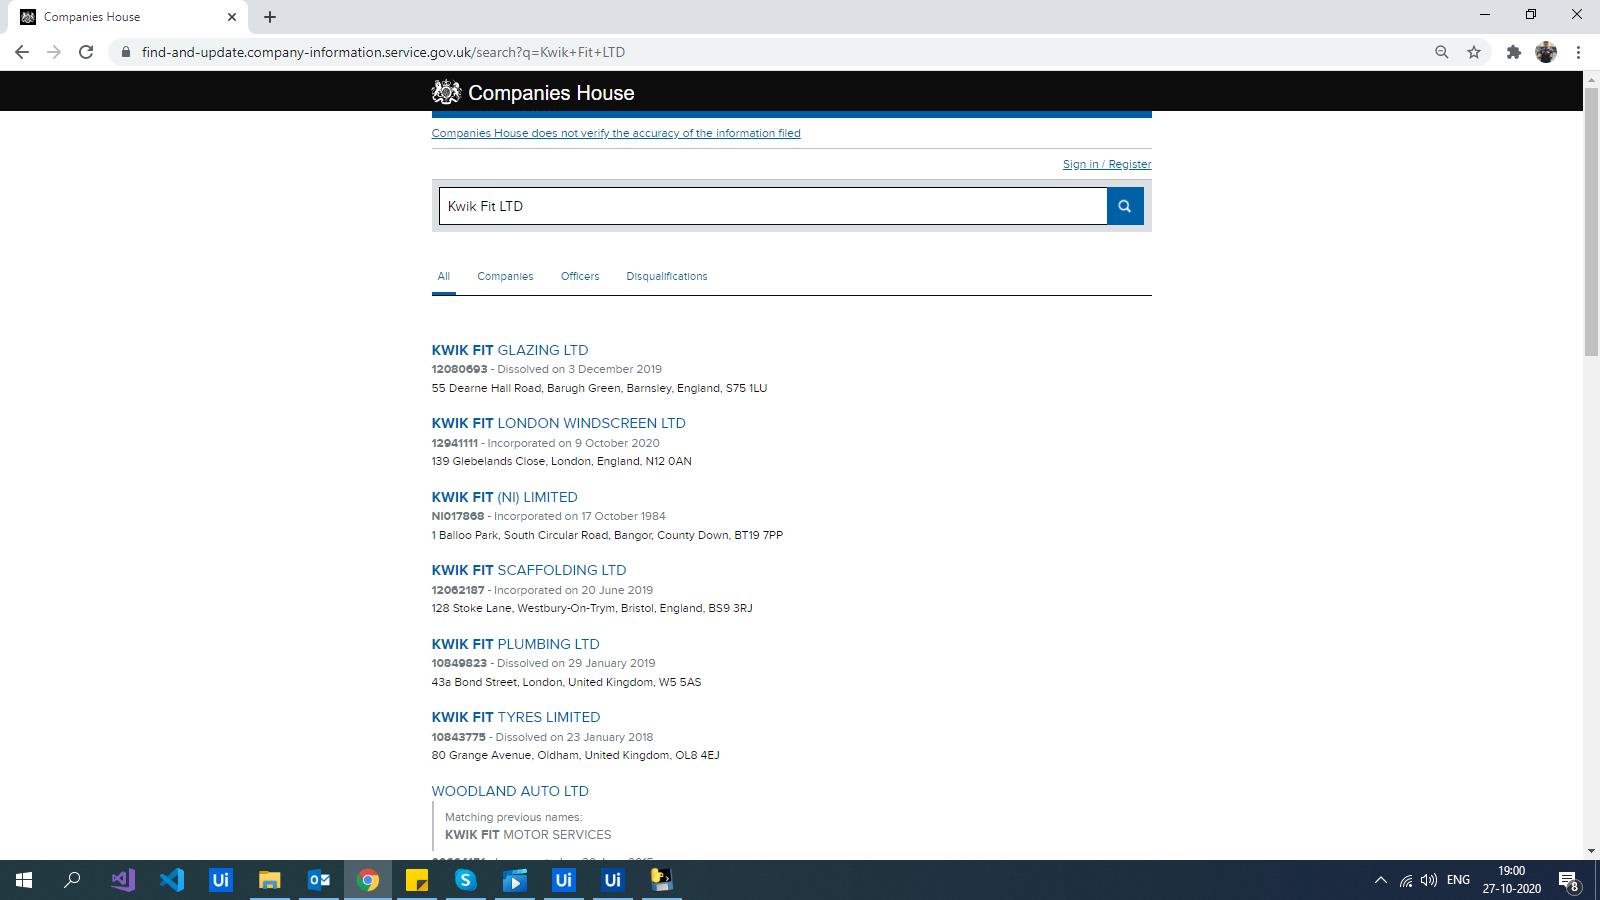 Companies House
find-and-update.company-information.service.gov.uk/search?q=Kwik+Fit+LTD
Companies House
Companies House does not verify the accuracy of the information filed
Sign in / Register
Kwik Fit LTD
All Companies Officers Disqualifications
KWIK FIT GLAZING LTD
12080693 - Dissolved on 3 December 2019
55 Dearne Hall Road, Barugh Green, Barnsley, England, S75 1LU
KWIK FIT LONDON WINDSCREEN LTD
12941111 - Incorporated on 9 October 2020
139 Glebelands Close, London, England, N12 0AN
KWIK FIT (NI) LIMITED
NI017868 - Incorporated on 17 October 1984
1 Balloo Park, South Circular Road, Bangor, County Down, BT19 7PP
KWIK FIT SCAFFOLDING LTD
12062187 - Incorporated on 20 June 2019
128 Stoke Lane, Westbury-On-Trym, Bristol, England, BS9 3RJ
KWIK FIT PLUMBING LTD
10849823 - Dissolved on 29 January 2019
43a Bond Street, London, United Kingdom, W5 5AS
KWIK FIT TYRES LIMITED
10843775 - Dissolved on 23 January 2018
80 Grange Avenue, Oldham, United Kingdom, OL8 4EJ
WOODLAND AUTO LTD
Matching previous names:
KWIK FIT MOTOR SERVICES
Ui
Ui
Ui
ENG
19:00
27-10-2020
8